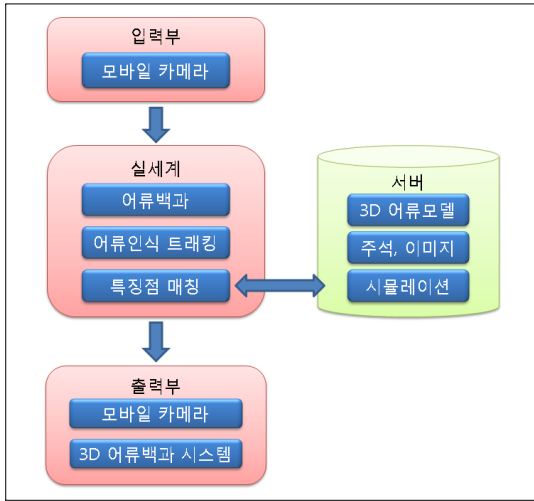 입력부
모바일 카메라
실세계
어류백과
어류인식 트래킹
특징점 매칭
서버
3D 어류모델
주석, 이미지
시뮬레이션
출력부
모바일 카메라
3D 어류백과 시스템